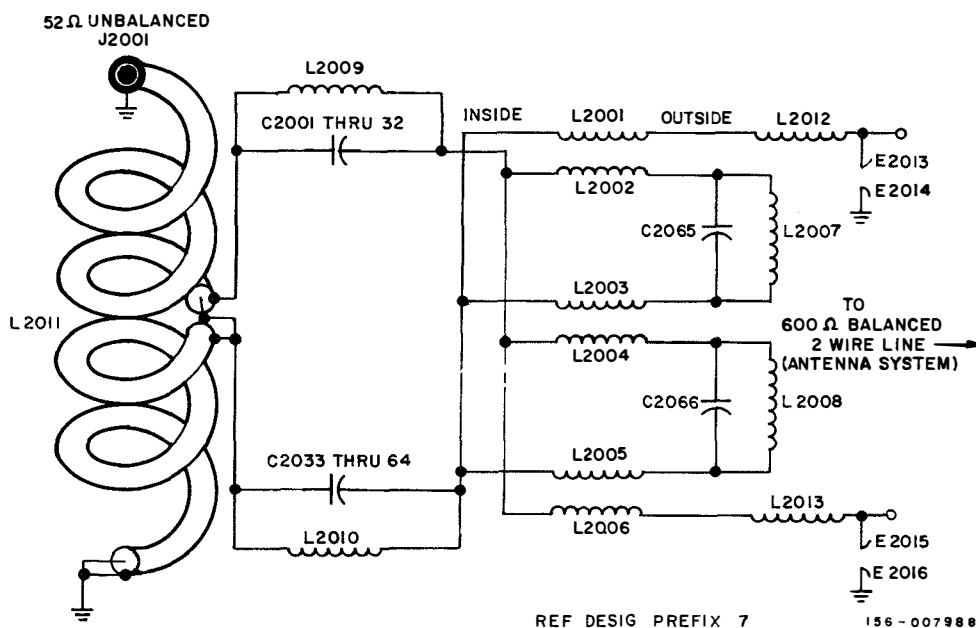 52Ω UNBALANCED
J2001
L2009
C2001 THRU 32
INSIDE
L2001
OUTSIDE
L2012
E2013
E2014
L2002
C2065
L2007
L2003
L2011
TO
600 Ω BALANCED
2 WIRE LINE
(ANTENNA SYSTEM)
L2004
C2066
L2008
L2005
C2033 THRU 64
L2010
L2006
L2013
E2015
E2016
REF DESIG PREFIX 7
156-007988